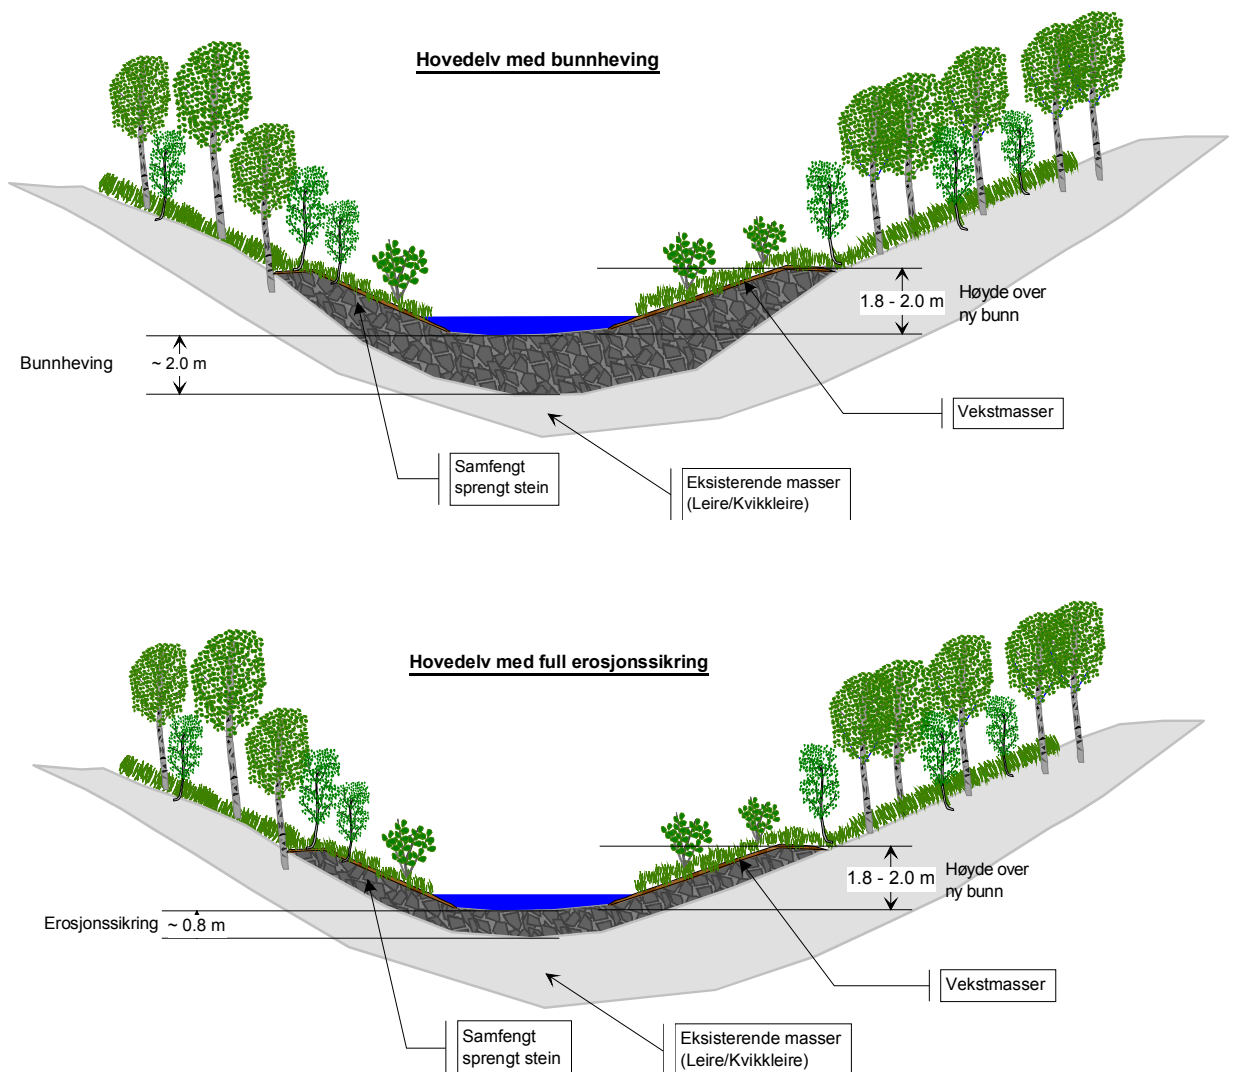 Hovedelv med bunnheving
1.8 - 2.0 m
Høyde over
ny bunn
Bunnheving
~ 2.0 m
Vekstmasser
Samfengt
sprengt stein
Eksisterende masser
(Leire/Kvikkleire)
Hovedelv med full erosjonssikring
1.8 - 2.0 m
Høyde over
ny bunn
Erosjonssikring
~ 0.8 m
Vekstmasser
Samfengt
sprengt stein
Eksisterende masser
(Leire/Kvikkleire)